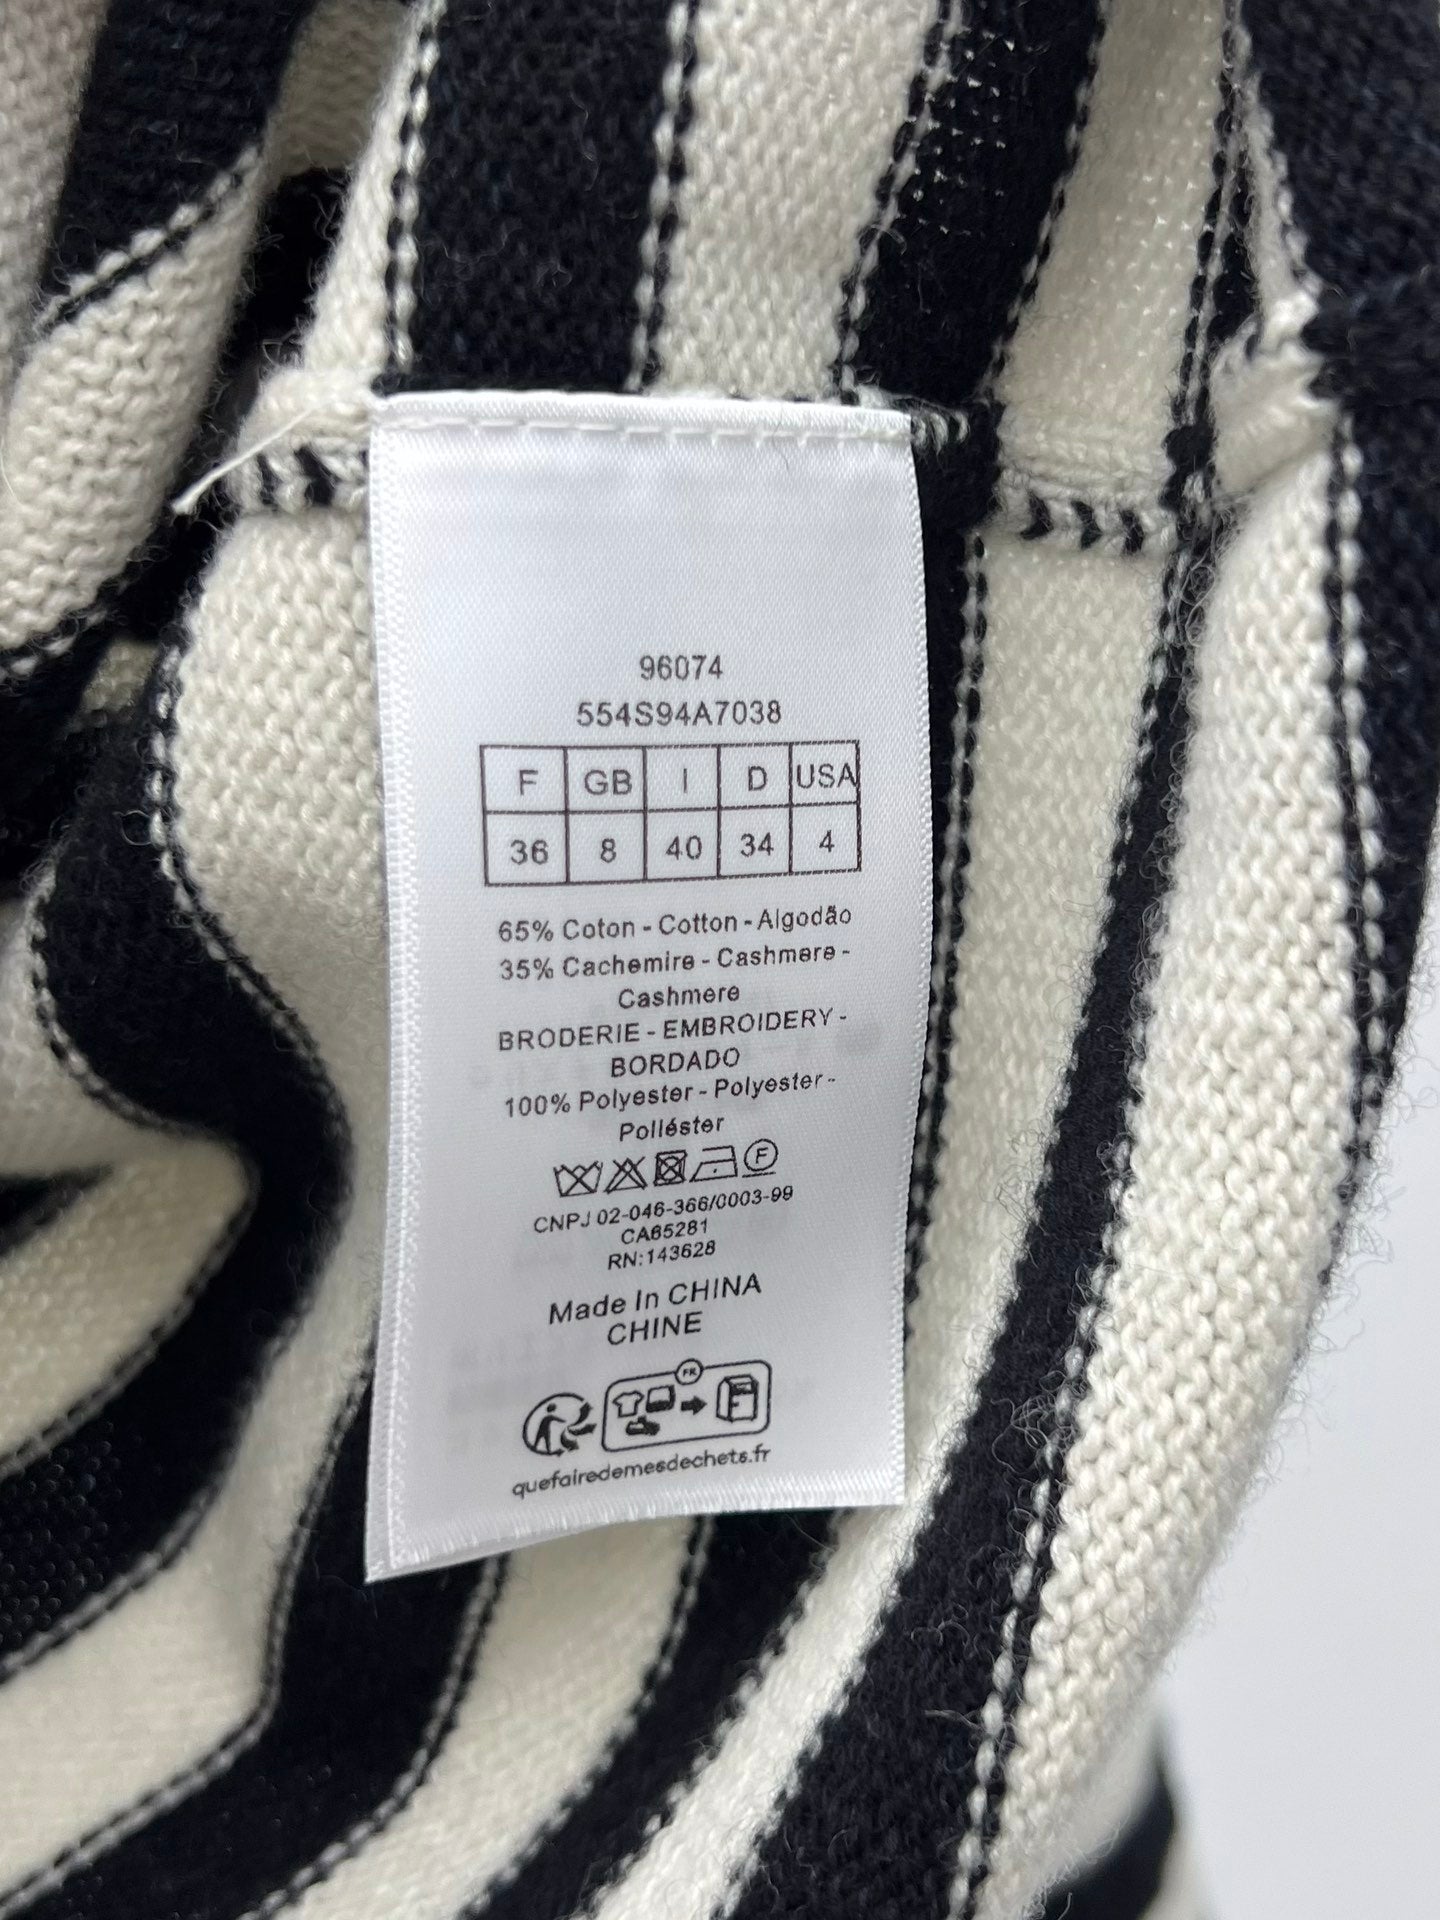 96074
554S94A7038
F GB I D USA
36 8 40 34 4
65% Coton - Cotton - Algodão
35% Cachemire - Cashmere -
Cashmere
BRODERIE - EMBROIDERY -
BORDADO
100% Polyester - Polyester -
Poliéster
F
CNPJ 02-046-366/0003-99
CA65281
RN:143628
Made In CHINA
CHINE
FR
quefairedemesdechets.fr